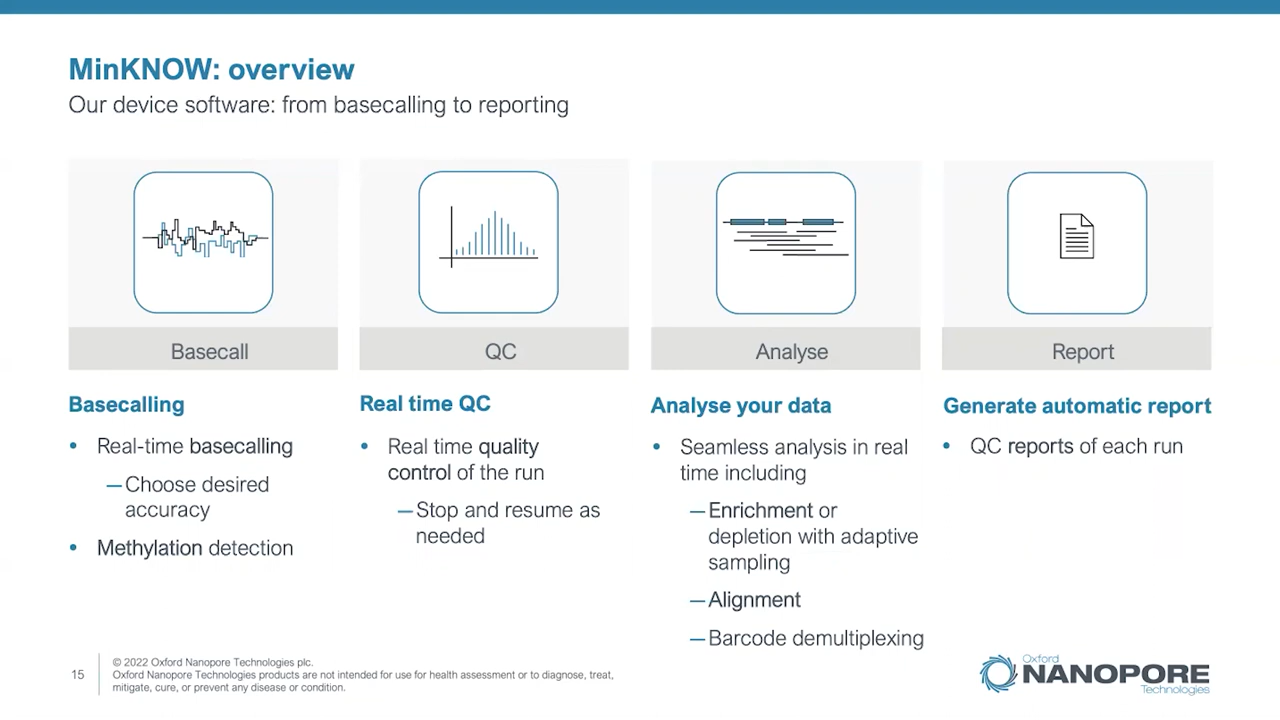 MinKNOW: overview
Our device software: from basecalling to reporting
Basecall
QC
Analyse
Report
Basecalling
• Real-time basecalling
— Choose desired
accuracy
• Methylation detection
Real time QC
• Real time quality
control of the run
— Stop and resume as
needed
Analyse your data
• Seamless analysis in real
time including
— Enrichment or
depletion with adaptive
sampling
— Alignment
— Barcode demultiplexing
Generate automatic report
• QC reports of each run
15
© 2022 Oxford Nanopore Technologies plc.
Oxford Nanopore Technologies products are not intended for use for health assessment or to diagnose, treat,
mitigate, cure, or prevent any disease or condition.
Oxford
NANOPORE
Technologies